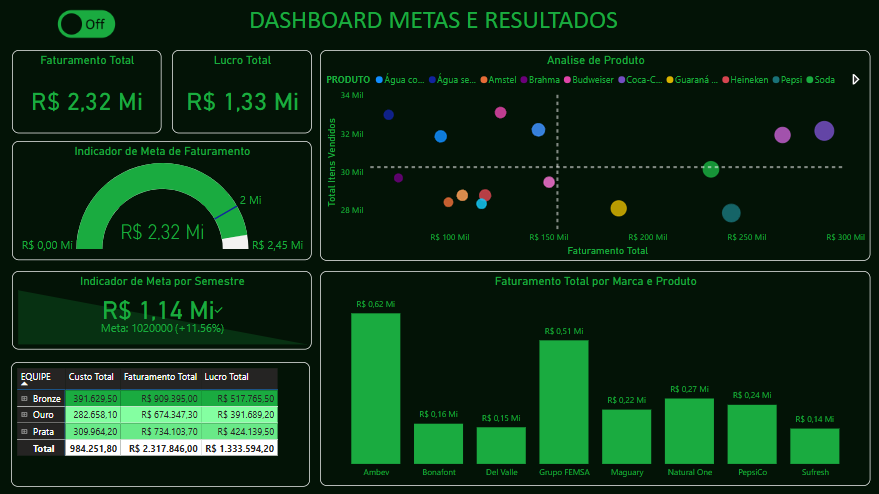 Off
DASHBOARD METAS E RESULTADOS
Faturamento Total
R$ 2,32 Mi
Lucro Total
R$ 1,33 Mi
Indicador de Meta de Faturamento
2 Mi
R$ 2,32 Mi
R$ 0,00 Mi
R$ 2,45 Mi
Indicador de Meta por Semestre
R$ 1,14 Mi
Meta: 1020000 (+11.56%)
EQUIPE Custo Total Faturamento Total Lucro Total
Bronze 391.629,50 R$ 909.395,00 R$ 517.765,50
Ouro 282.658,10 R$ 674.347,30 R$ 391.689,20
Prata 309.964,20 R$ 734.103,70 R$ 424.139,50
Total 984.251,80 R$ 2.317.846,00 R$ 1.333.594,20
Analise de Produto
PRODUTO Água co... Água se... Amstel Brahma Budweiser Coca-C... Guaraná ... Heineken Pepsi Soda
Total Itens Vendidos
34 Mil
32 Mil
30 Mil
28 Mil
R$ 100 Mil R$ 150 Mil R$ 200 Mil R$ 250 Mil R$ 300 Mil
Faturamento Total
Faturamento Total por Marca e Produto
R$ 0,62 Mi
R$ 0,16 Mi
R$ 0,15 Mi
R$ 0,51 Mi
R$ 0,22 Mi
R$ 0,27 Mi
R$ 0,24 Mi
R$ 0,14 Mi
Ambev Bonafont Del Valle Grupo FEMSA Maguary Natural One PepsiCo Sufresh